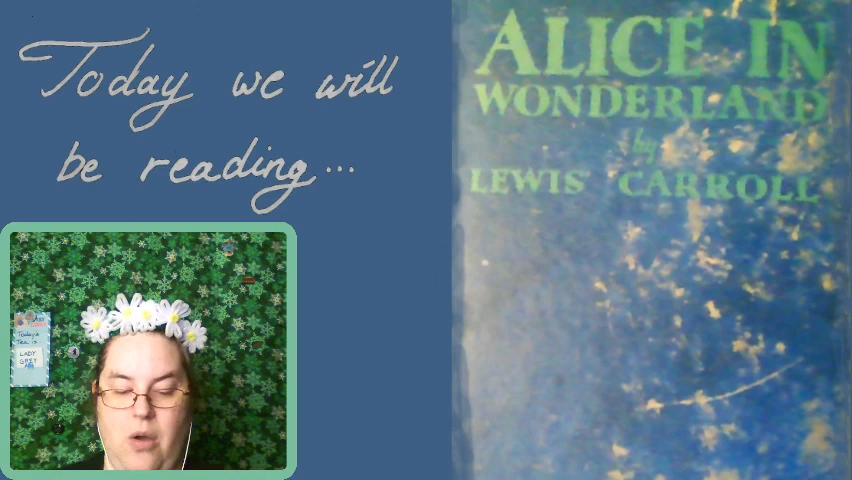 Today we will
be reading...
ALICE IN
WONDERLAND
by
LEWIS CARROLL
Today's
Tea is
LADY
GREY